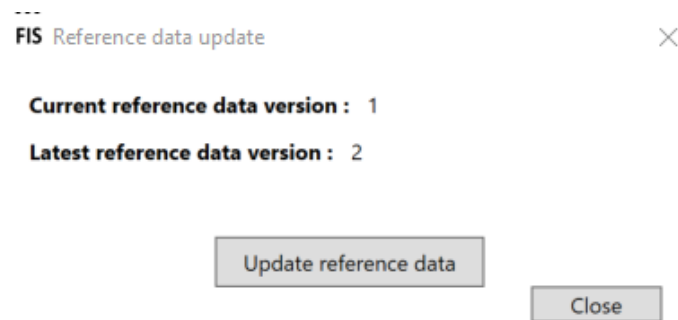 FIS Reference data update
Current reference data version : 1
Latest reference data version : 2
Update reference data
Close